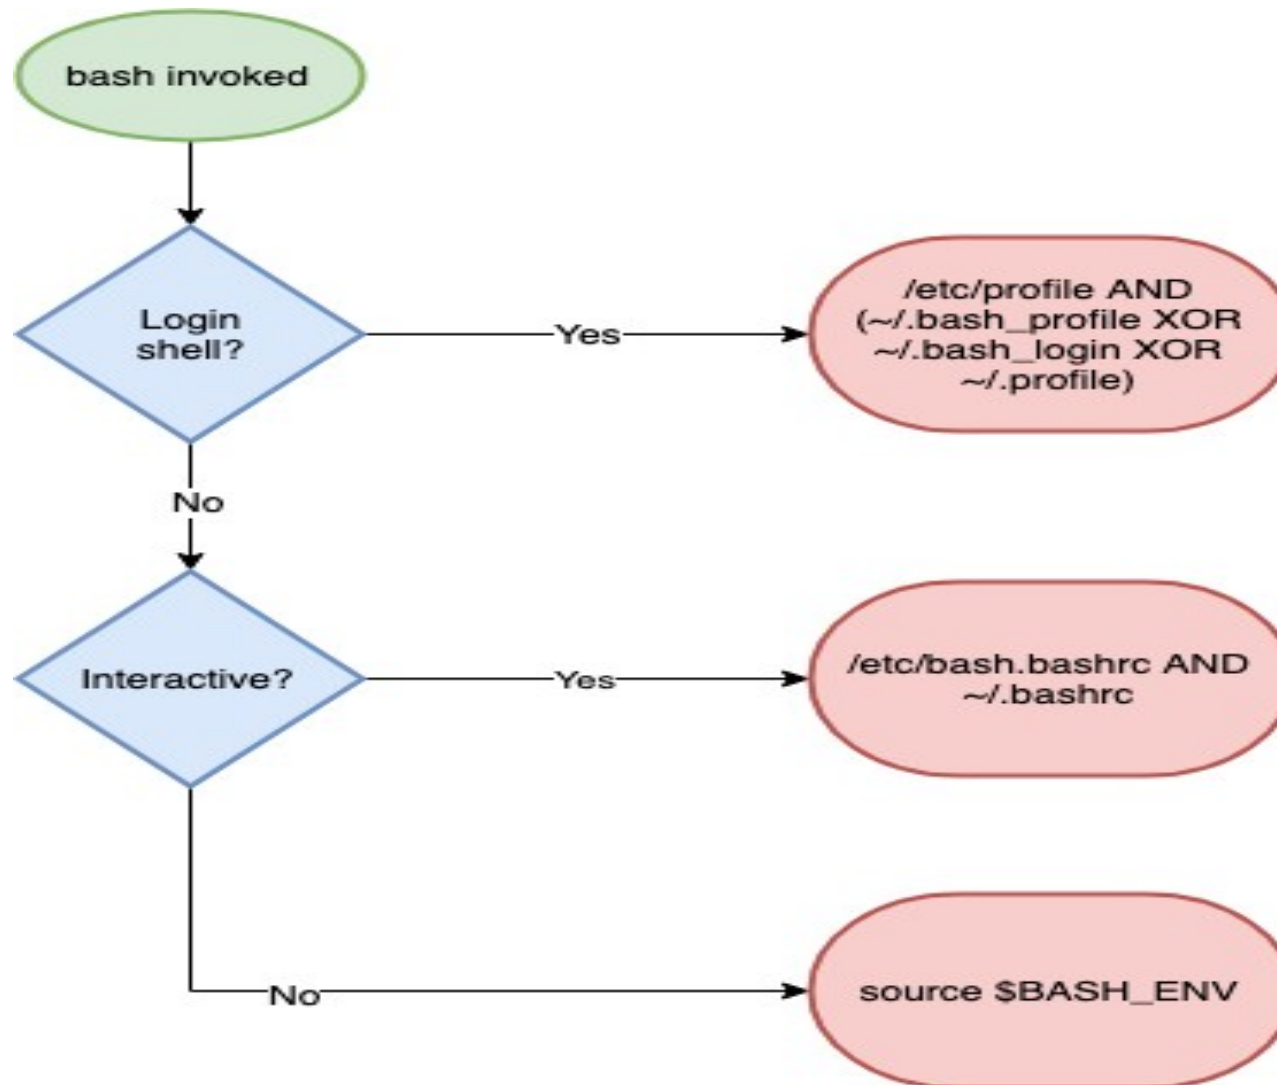 bash invoked
Login
shell?
Yes
/etc/profile AND
(~/.bash_profile XOR
~/.bash_login XOR
~/.profile)
No
Interactive?
Yes
/etc/bash.bashrc AND
~/.bashrc
No
source $BASH_ENV